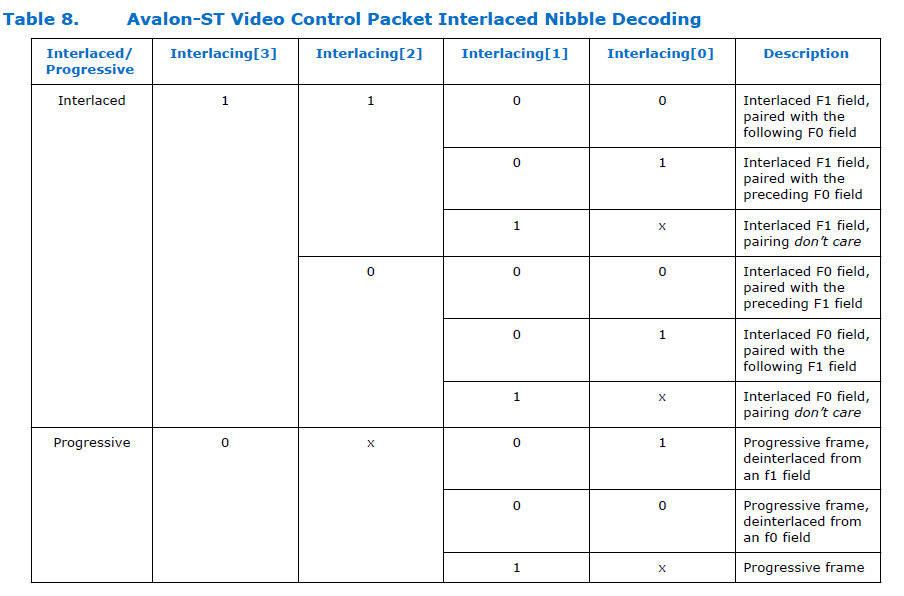 Table 8. Avalon-ST Video Control Packet Interlaced Nibble Decoding
Interlaced/
Progressive
Interlacing[3]
Interlacing[2]
Interlacing[1]
Interlacing[0]
Description
Interlaced
1
1
0
0
Interlaced F1 field,
paired with the
following F0 field
0
1
Interlaced F1 field,
paired with the
preceding F0 field
1
x
Interlaced F1 field,
pairing don't care
0
0
0
Interlaced F0 field,
paired with the
preceding F1 field
0
1
Interlaced F0 field,
paired with the
following F1 field
1
x
Interlaced F0 field,
pairing don't care
Progressive
0
x
0
1
Progressive frame,
deinterlaced from
an f1 field
0
0
Progressive frame,
deinterlaced from
an f0 field
1
x
Progressive frame